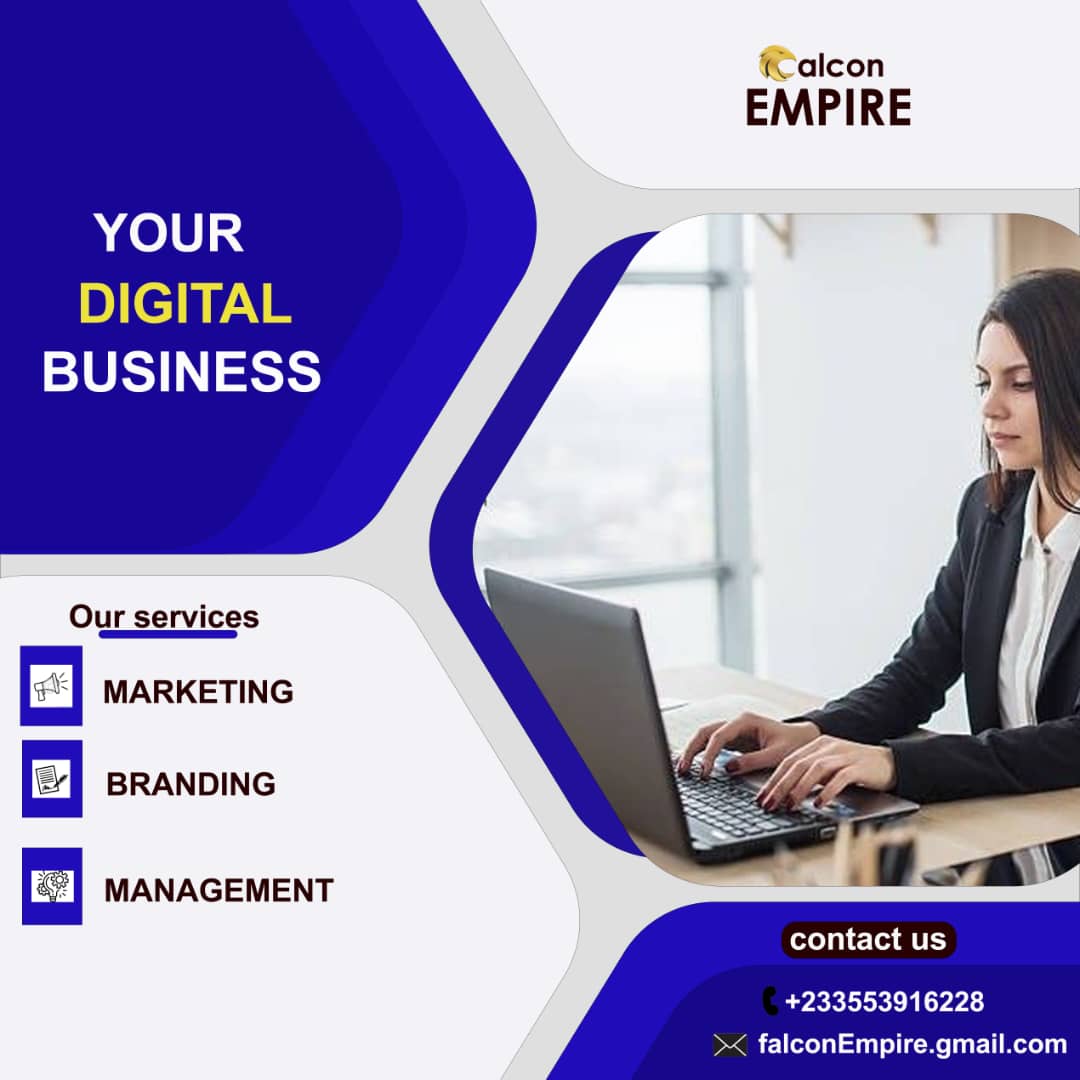 alcon
EMPIRE
YOUR
DIGITAL
BUSINESS
Our services
MARKETING
BRANDING
MANAGEMENT
contact us
+233553916228
falconEmpire.gmail.com